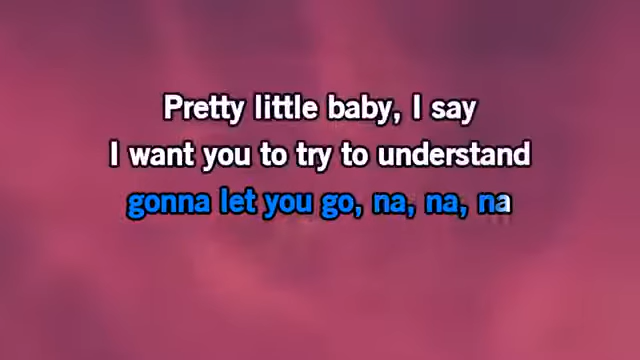 Pretty little baby, I say
I want you to try to understand
gonna let you go, na, na, na